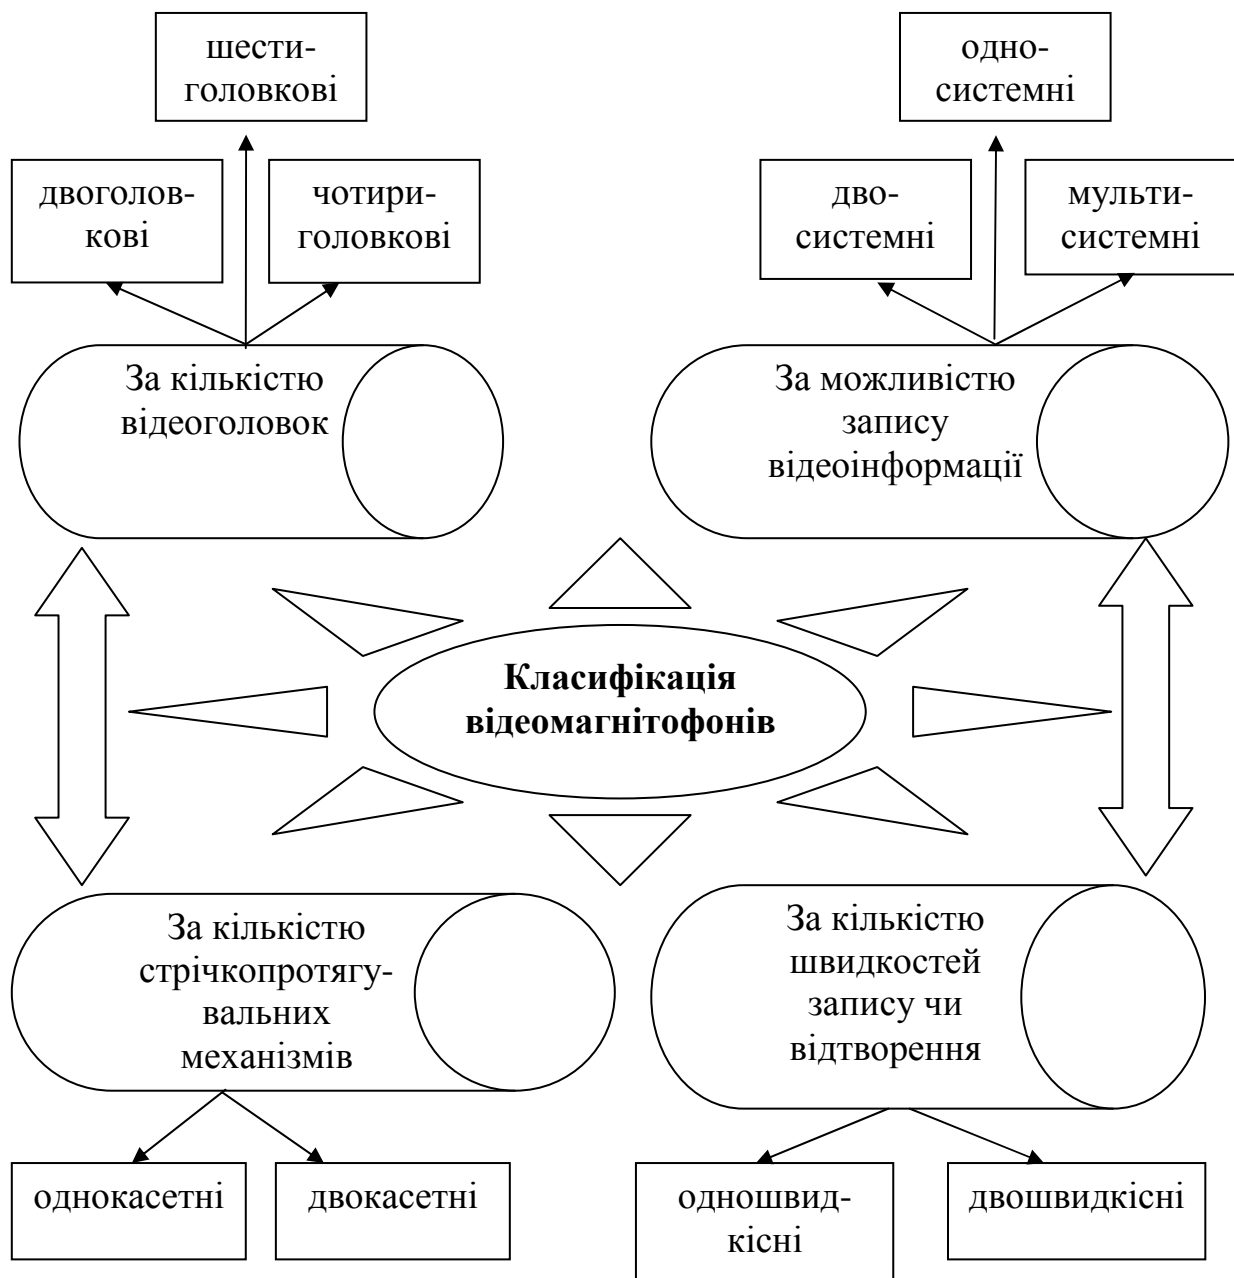 шести-
головкові
одно-
системні
двоголов-
кові
чотири-
головкові
дво-
системні
мульти-
системні
За кількістю
відеоголовок
За можливістю
запису
відеоінформації
Класифікація
відеомагнітофонів
За кількістю
стрічкопротягу-
вальних
механізмів
За кількістю
швидкостей
запису чи
відтворення
однокасетні
двокасетні
одношвид-
кісні
двошвидкісні